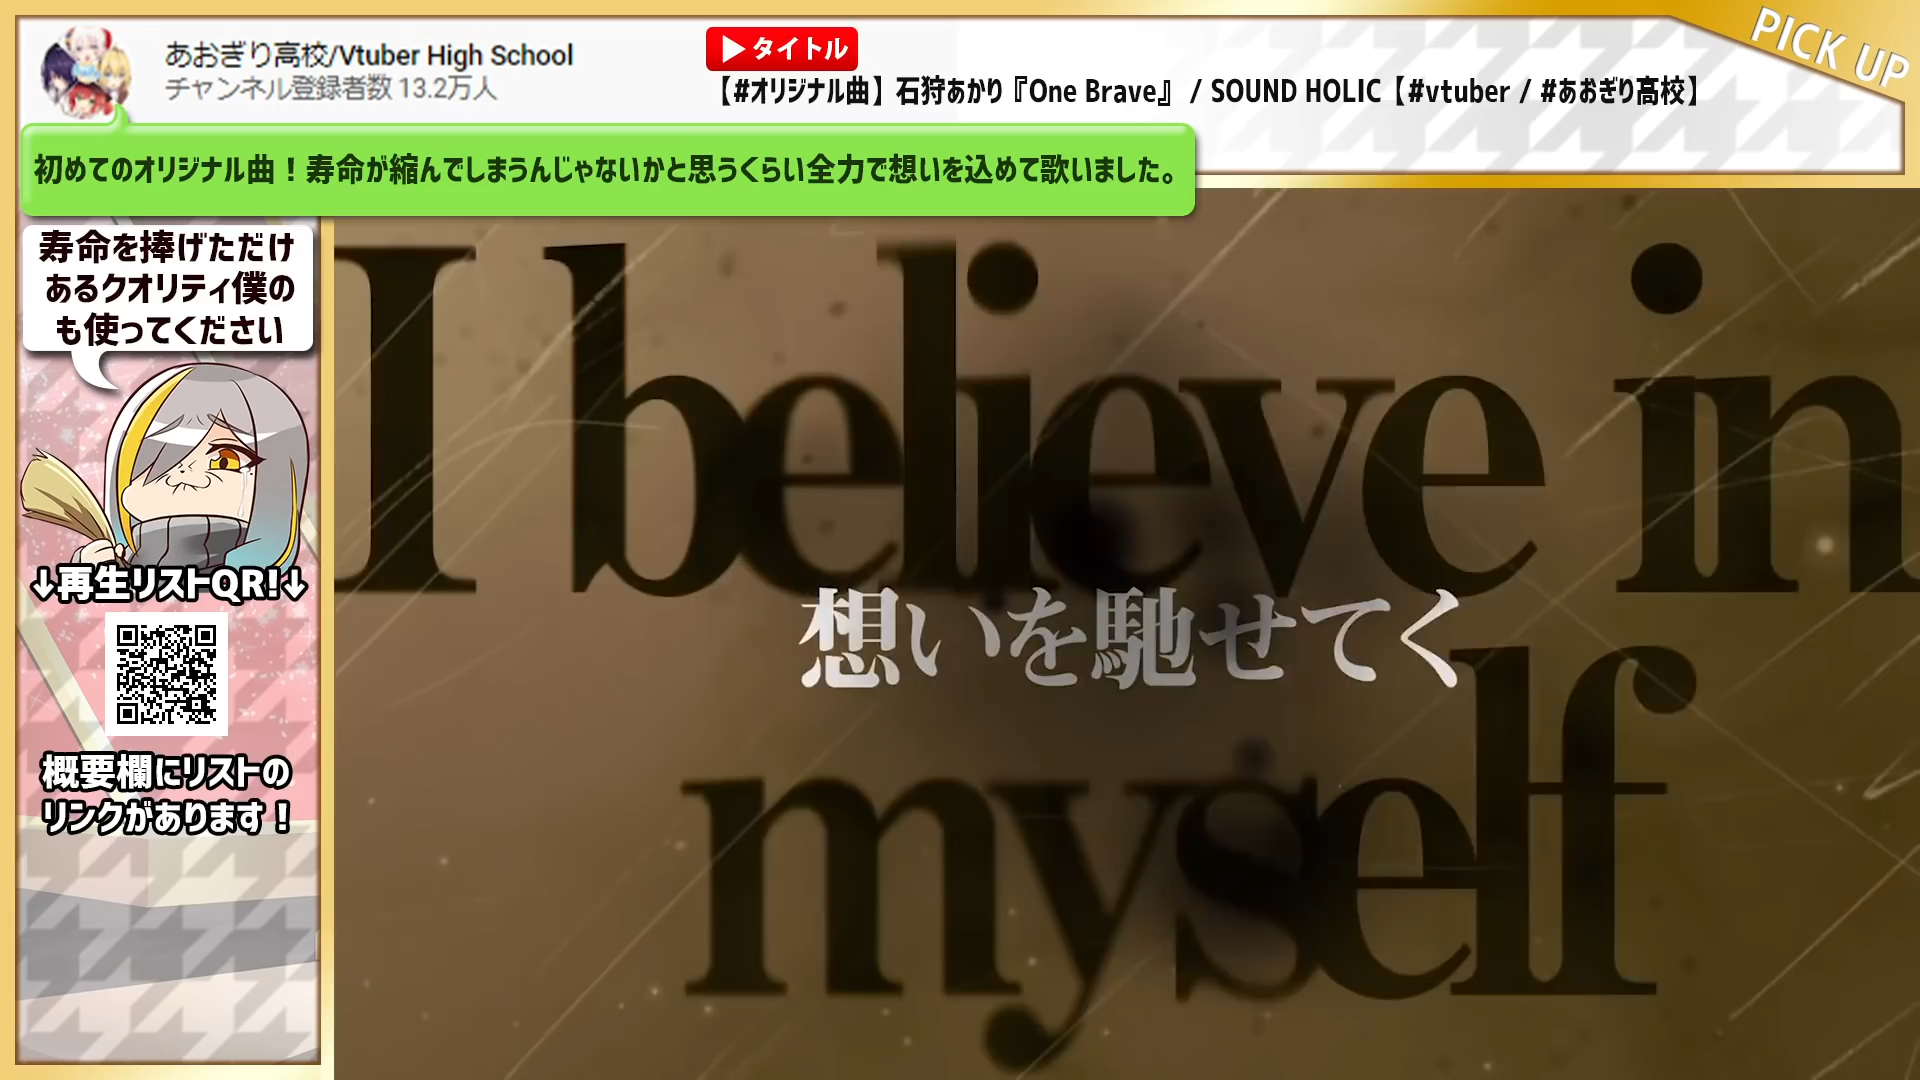 あおぎり高校/Vtuber High School
チャンネル登録者数 13.2万人
タイトル
【#オリジナル曲】石狩あかり『One Brave』 / SOUND HOLIC【#vtuber / #あおぎり高校】
PICK UP
初めてのオリジナル曲！寿命が縮んでしまうんじゃないかと思うくらい全力で想いを込めて歌いました。
寿命を捧げただけ
あるクオリティ僕の
も使ってください
↓再生リストQR!↓
概要欄にリストの
リンクがあります！
I believe in
想いを馳せてく
myself